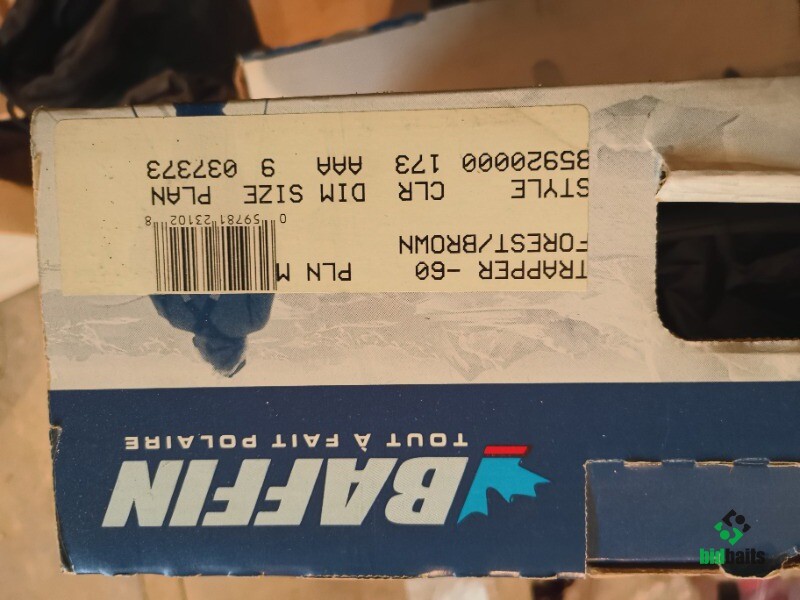 BAFFIN
TOUT À FAIT POLAIRE
TRAPPER -60 PLN M
FOREST/BROWN
0 59781 23102 8
STYLE CLR DIM SIZE PLAN
85920000 173 AAA 9 037373
bidbails